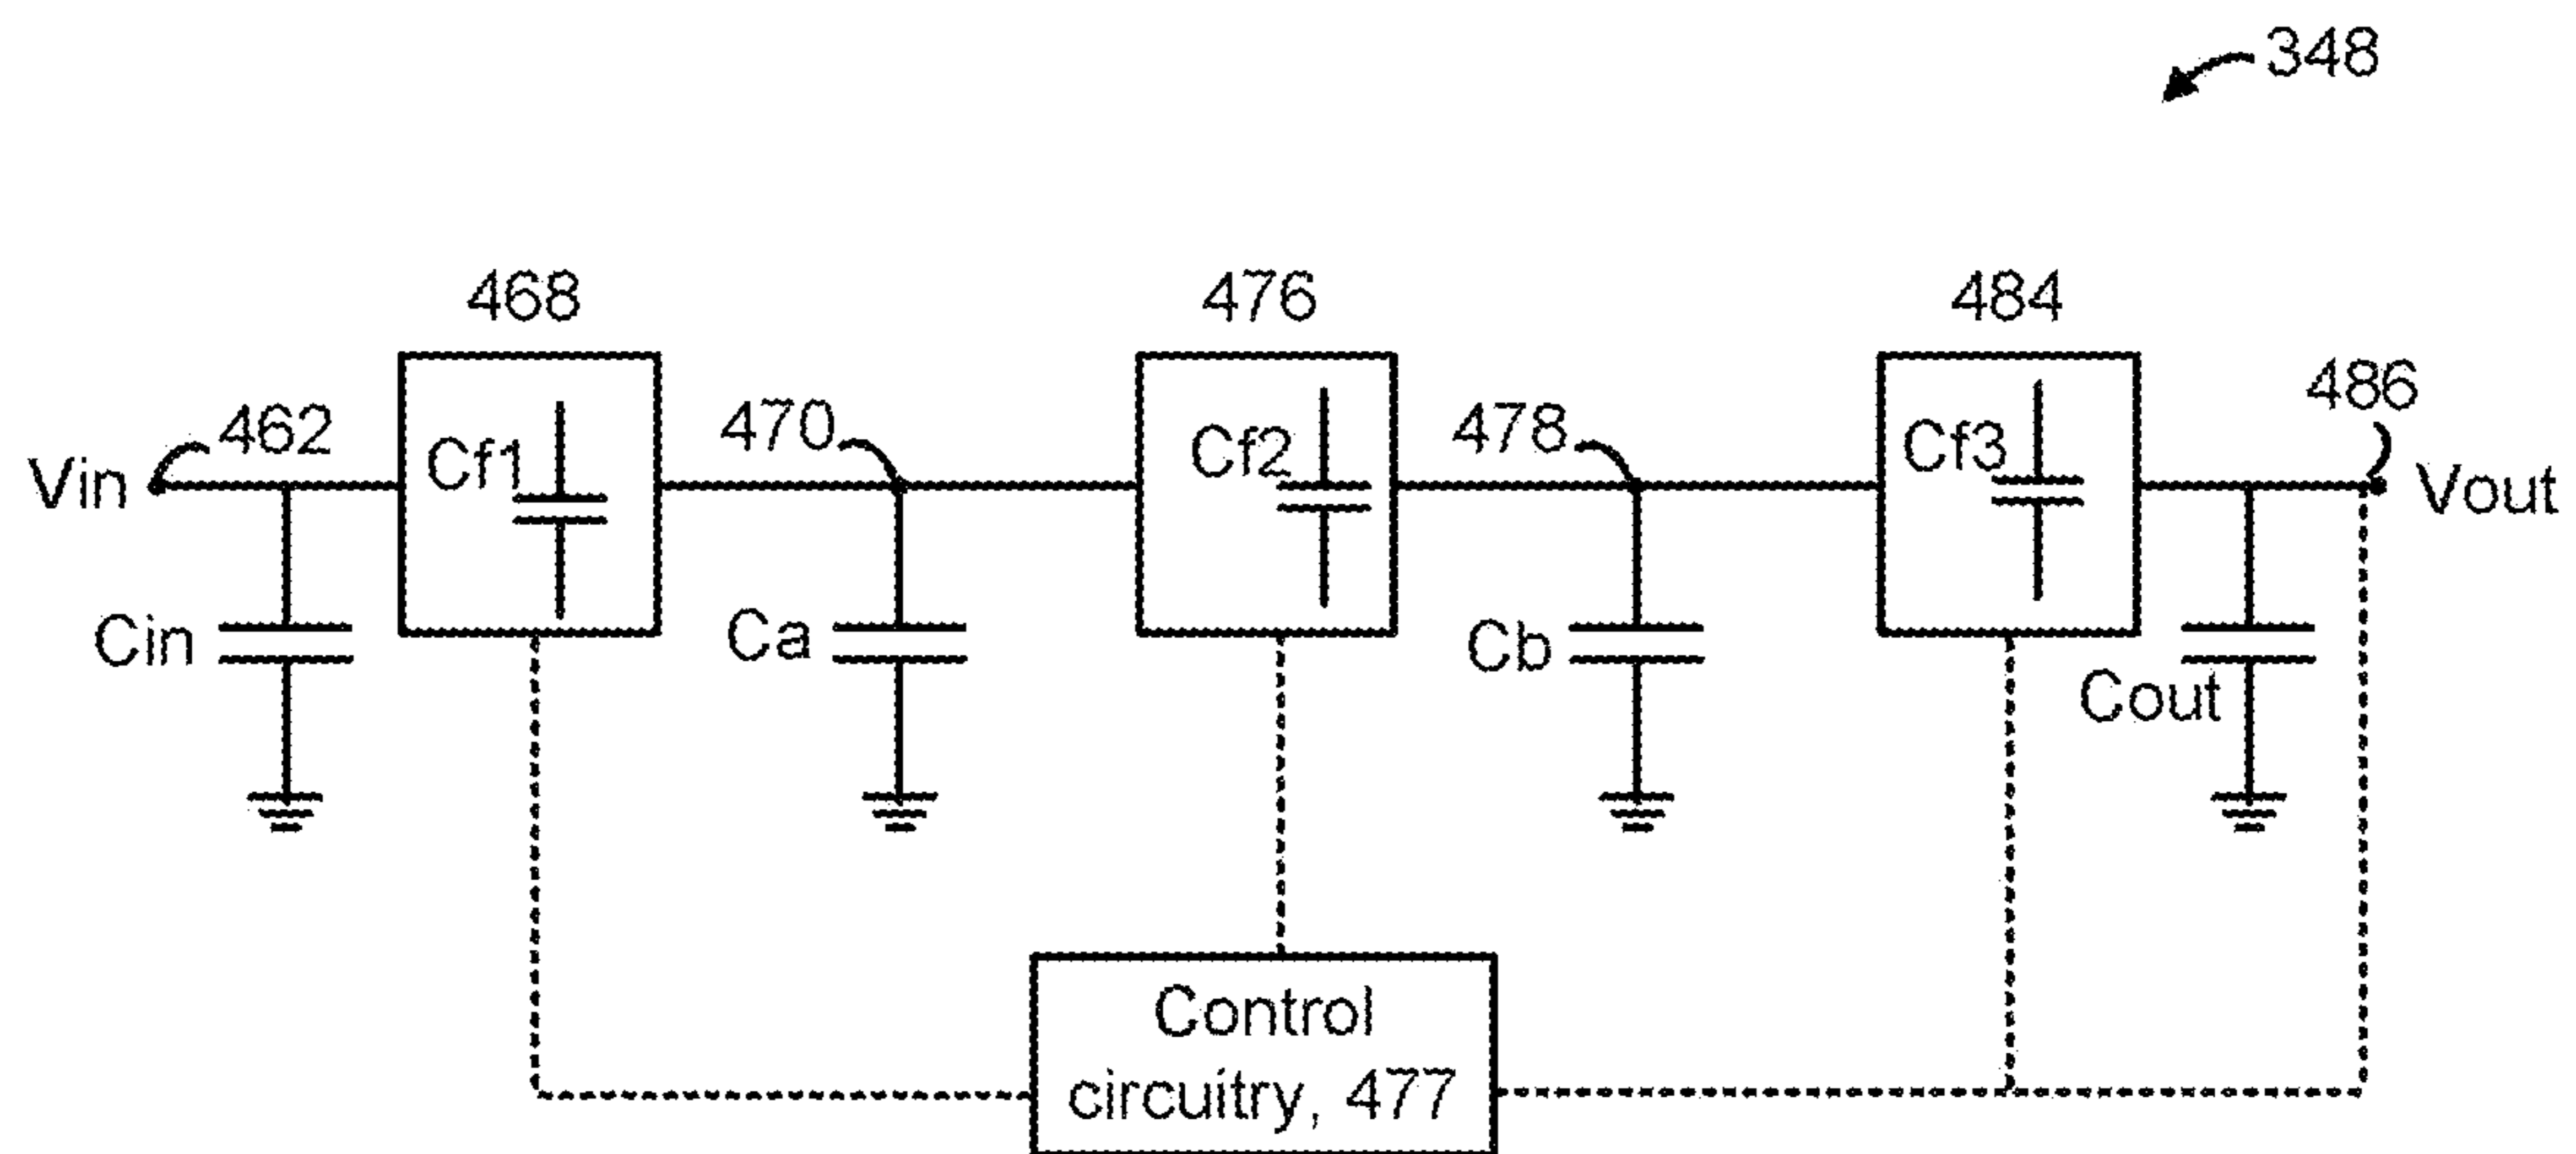 348
468
476
484
462
470
478
486
Vin
Cf1
Cf2
Cf3
Vout
Cin
Ca
Cb
Cout
Control
circuitry, 477